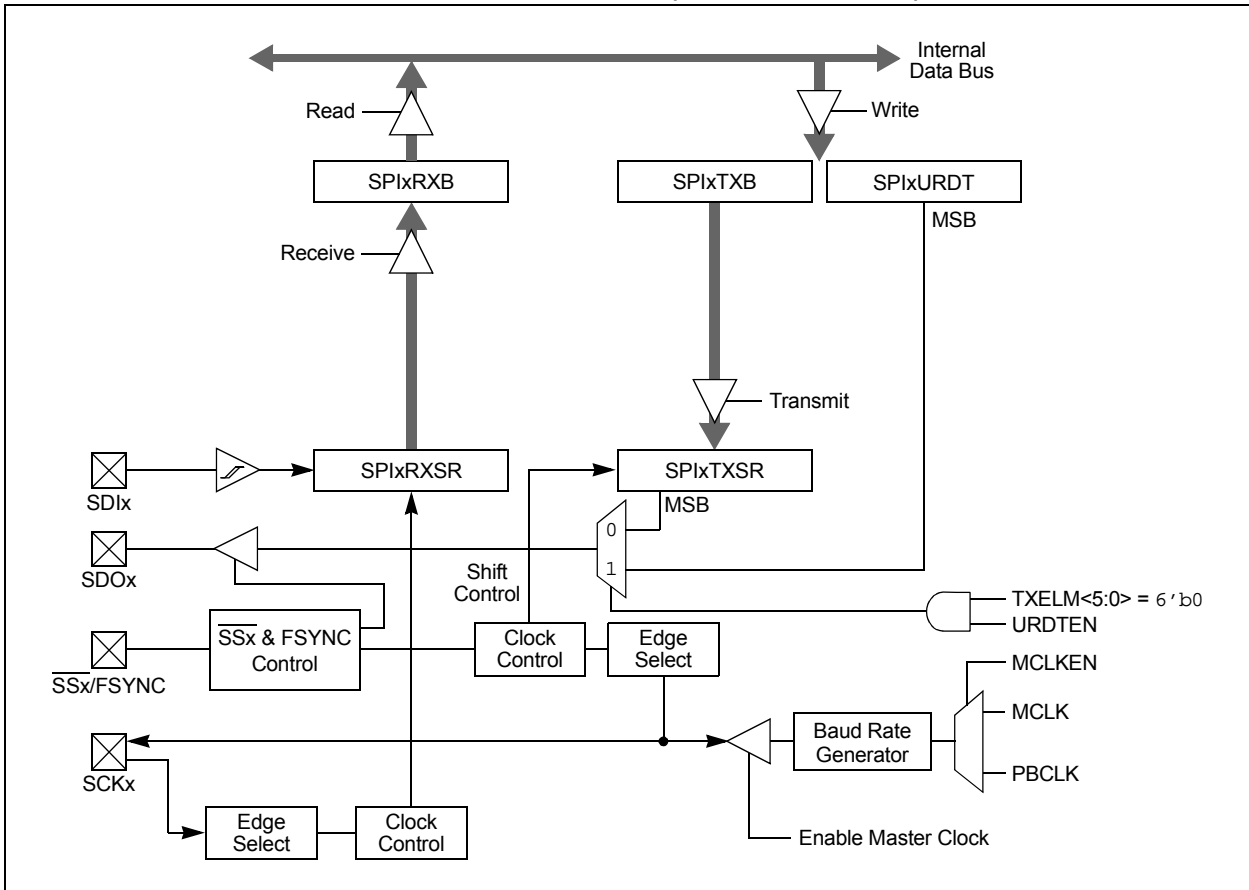 Internal
Data Bus
Read
Write
SPIxRXB
SPIxTXB
SPIxURDT
MSB
Receive
Transmit
SPIxRXSR
SPIxTXSR
SDIx
MSB
0
SDOx
1
Shift
Control
TXELM<5:0> = 6'b0
URDTEN
SSx & FSYNC
Control
Clock
Control
Edge
Select
SSx/FSYNC
MCLKEN
MCLK
Baud Rate
Generator
PBCLK
SCKx
Edge
Select
Clock
Control
Enable Master Clock